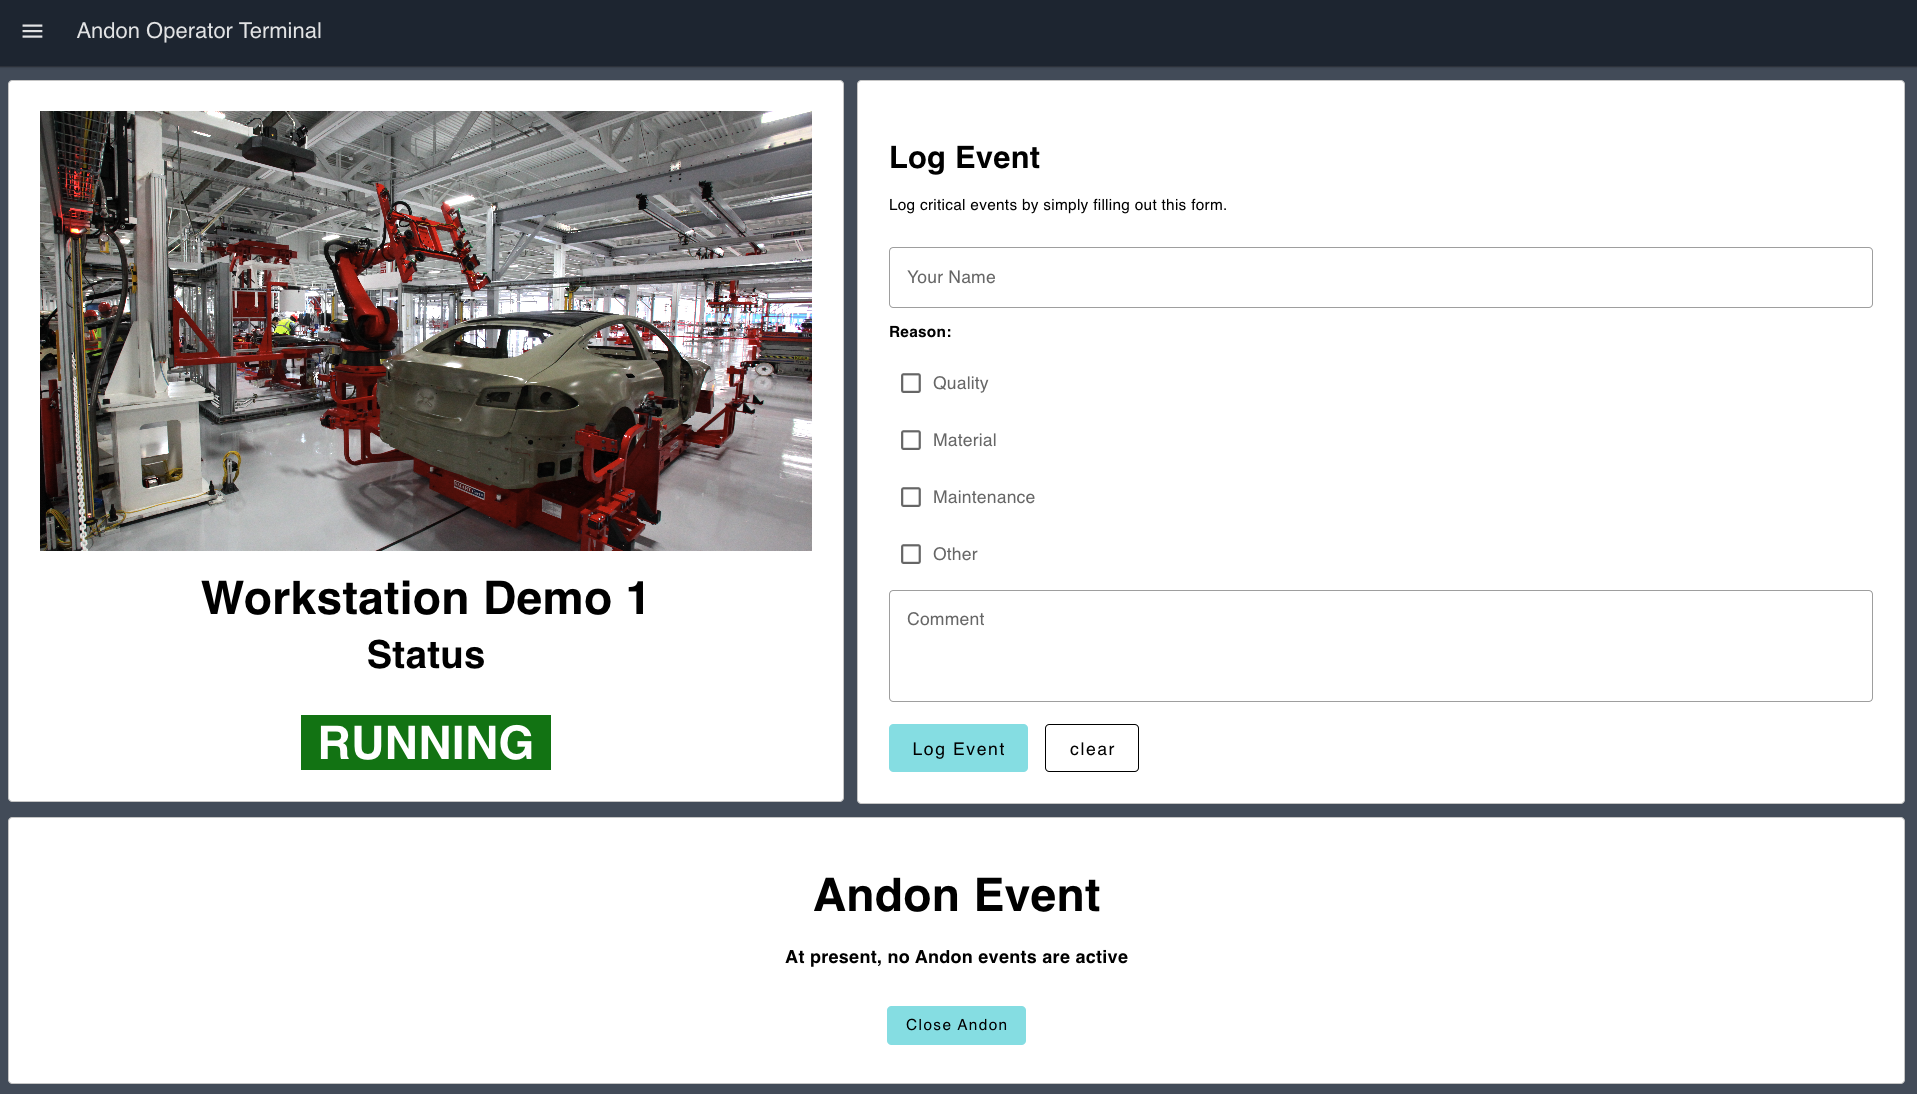 Andon Operator Terminal
Workstation Demo 1
Status
RUNNING
Log Event
Log critical events by simply filling out this form.
Your Name
Reason:
Quality
Material
Maintenance
Other
Comment
Log Event
clear
Andon Event
At present, no Andon events are active
Close Andon